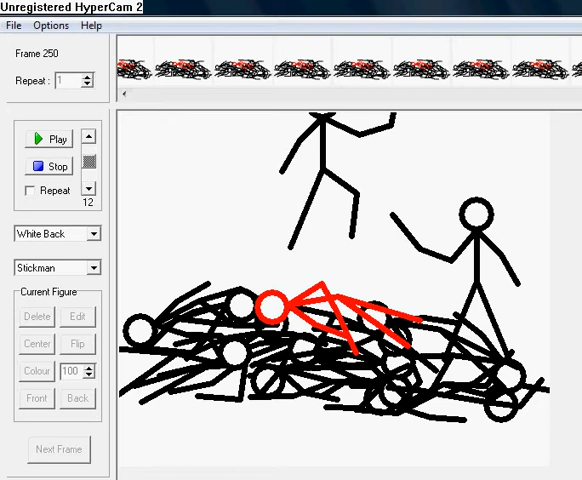 Unregistered HyperCam 2
File Options Help
Frame 250
Repeat : 1
Play
Stop
Repeat
12
White Back
Stickman
Current Figure
Delete Edit
Center Flip
Colour 100
Front Back
Next Frame